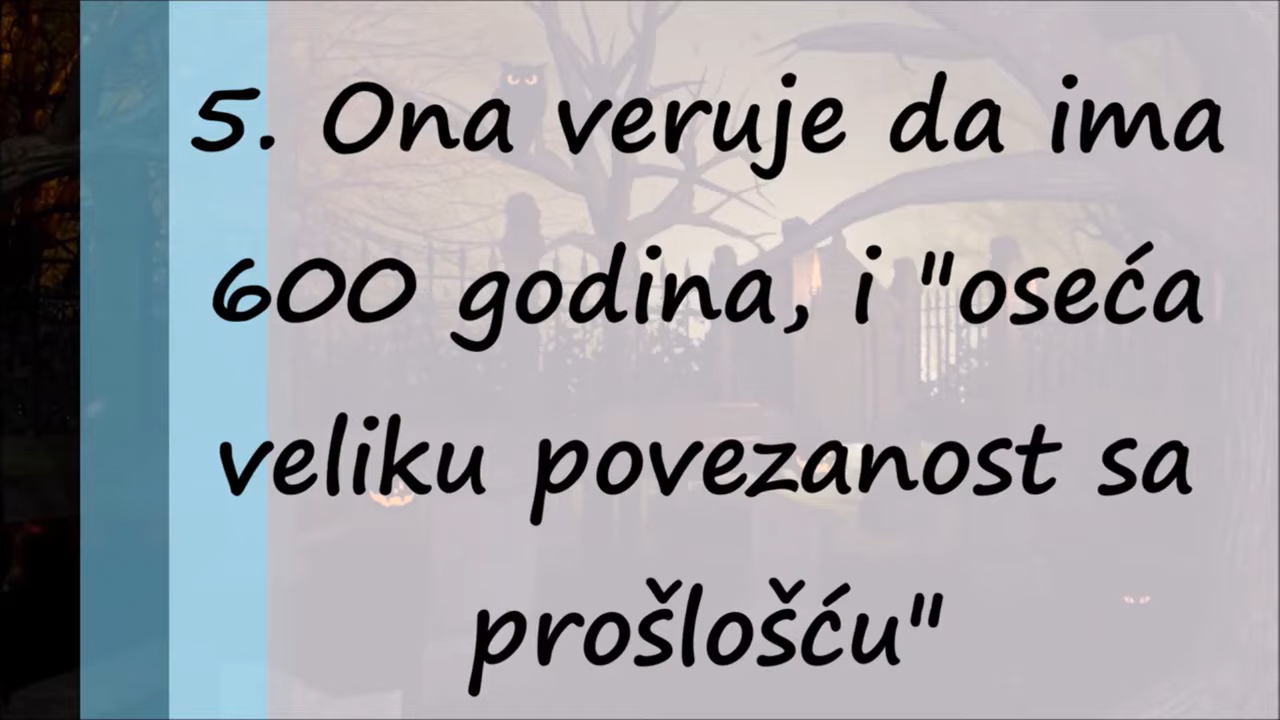 5. Ona veruje da ima
600 godina, i "oseća
veliku povezanost sa
prošlošću"